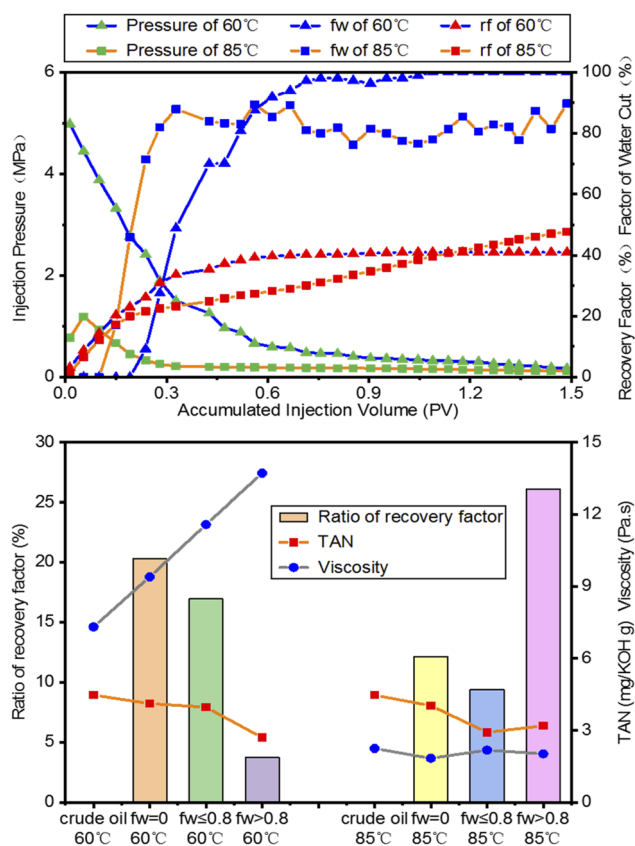 Pressure of 60℃ fw of 60℃ rf of 60℃
Pressure of 85℃ fw of 85℃ rf of 85℃
Injection Pressure（MPa）
6
4
2
0
100
80
60
40
20
0
Recovery Factor（%） Factor of Water Cut（%）
0.0 0.3 0.6 0.9 1.2 1.5
Accumulated Injection Volume (PV)
Ratio of recovery factor (%)
30
25
20
15
10
5
0
Ratio of recovery factor
TAN
Viscosity
15
12
9
6
3
0
TAN (mg/KOH g) Viscosity (Pa.s)
crude oil fw=0 fw≤0.8 fw>0.8 crude oil fw=0 fw≤0.8 fw>0.8
60℃ 60℃ 60℃ 60℃ 85℃ 85℃ 85℃ 85℃